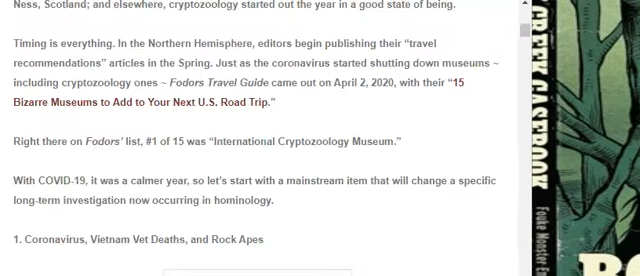 Ness, Scotland; and elsewhere, cryptozoology started out the year in a good state of being.
Timing is everything. In the Northern Hemisphere, editors begin publishing their “travel
recommendations” articles in the Spring. Just as the coronavirus started shutting down museums ~
including cryptozoology ones ~ Fodors Travel Guide came out on April 2, 2020, with their “15
Bizarre Museums to Add to Your Next U.S. Road Trip.”
Right there on Fodors’ list, #1 of 15 was “International Cryptozoology Museum.”
With COVID-19, it was a calmer year, so let’s start with a mainstream item that will change a specific
long-term investigation now occurring in hominology.
1. Coronavirus, Vietnam Vet Deaths, and Rock Apes
CREEK CASEBOOK
Fouke Monster